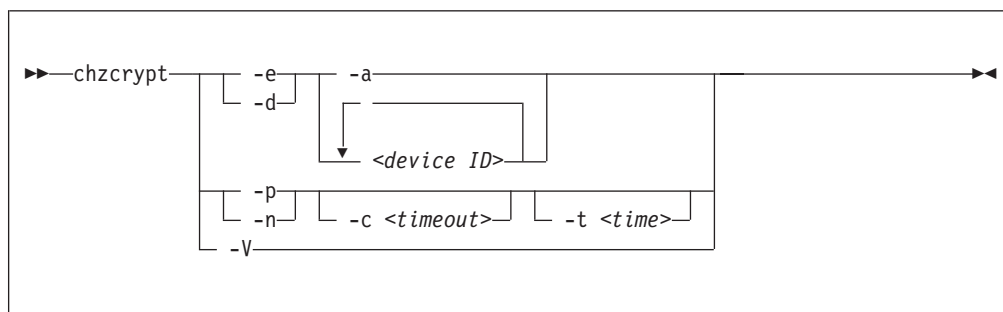 chzcrypt -e -a
-d
<device ID>
-p
-n -c <timeout> -t <time>
-V